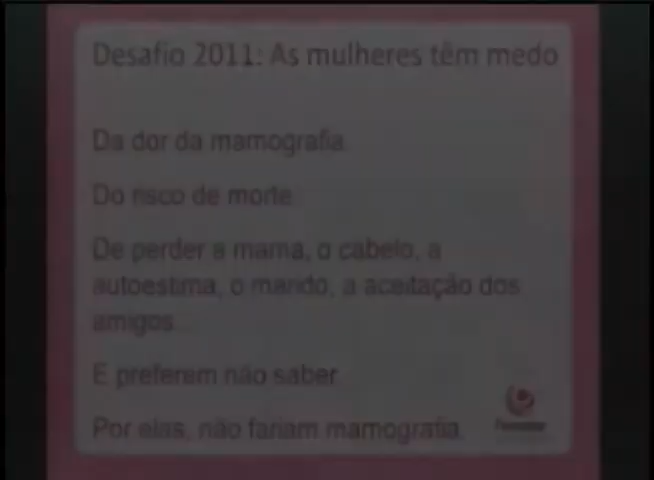 Desafio 2011: As mulheres têm medo
Da dor da mamografia
Do risco de morte
De perder a mama, o cabelo, a
autoestima, o marido, a aceitação dos
amigos...
E preferem não saber
Por elas, não fariam mamografia.